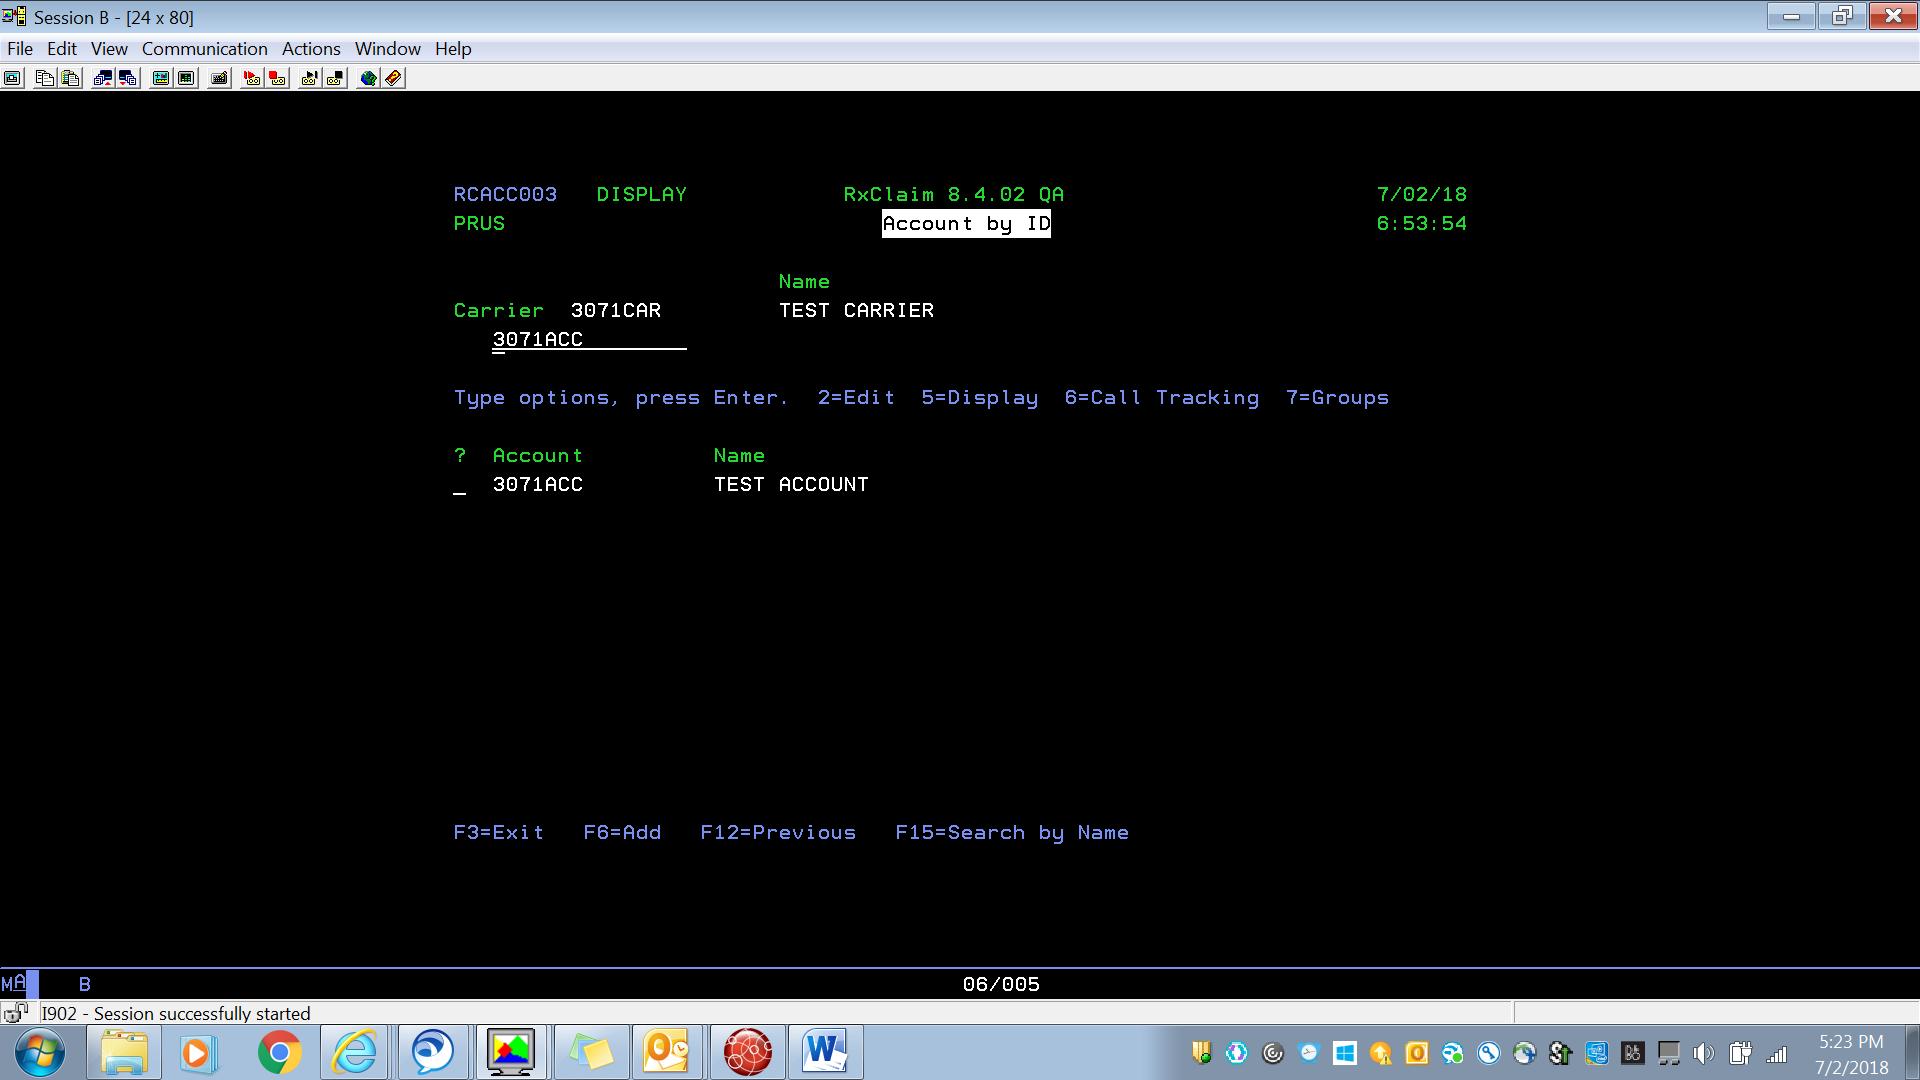 Session B - [24 x 80]
File Edit View Communication Actions Window Help
RCACC003 DISPLAY RxClaim 8.4.02 QA 7/02/18
PRUS Account by ID 6:53:54
Name
Carrier 3071CAR TEST CARRIER
3071ACC
Type options, press Enter. 2=Edit 5=Display 6=Call Tracking 7=Groups
? Account Name
_ 3071ACC TEST ACCOUNT
F3=Exit F6=Add F12=Previous F15=Search by Name
MA B 06/005
I902 - Session successfully started
5:23 PM
7/2/2018